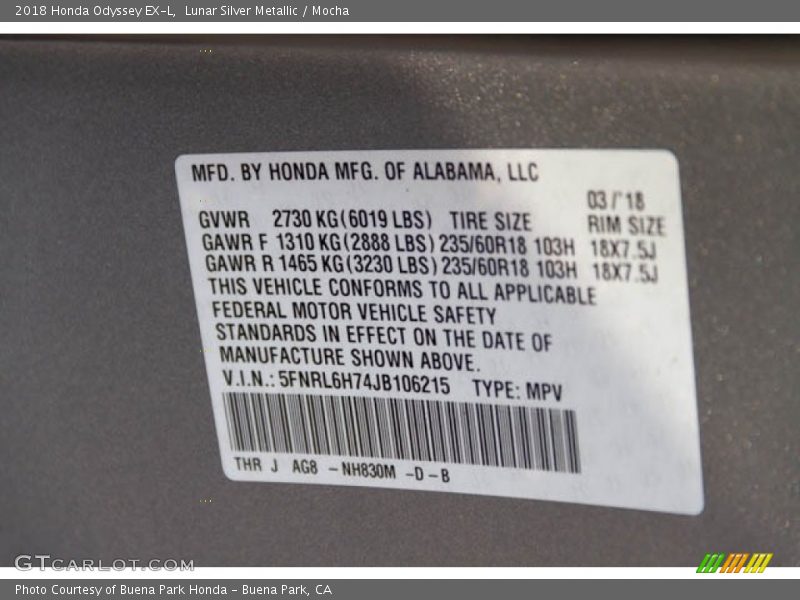 2018 Honda Odyssey EX-L, Lunar Silver Metallic / Mocha
MFD. BY HONDA MFG. OF ALABAMA, LLC
03/'18
GVWR 2730 KG(6019 LBS) TIRE SIZE RIM SIZE
GAWR F 1310 KG(2888 LBS) 235/60R18 103H 18X7.5J
GAWR R 1465 KG(3230 LBS) 235/60R18 103H 18X7.5J
THIS VEHICLE CONFORMS TO ALL APPLICABLE
FEDERAL MOTOR VEHICLE SAFETY
STANDARDS IN EFFECT ON THE DATE OF
MANUFACTURE SHOWN ABOVE.
V.I.N.: 5FNRL6H74JB106215 TYPE: MPV
THR J AG8 -NH830M -D-B
GTCARLOT.COM
Photo Courtesy of Buena Park Honda - Buena Park, CA